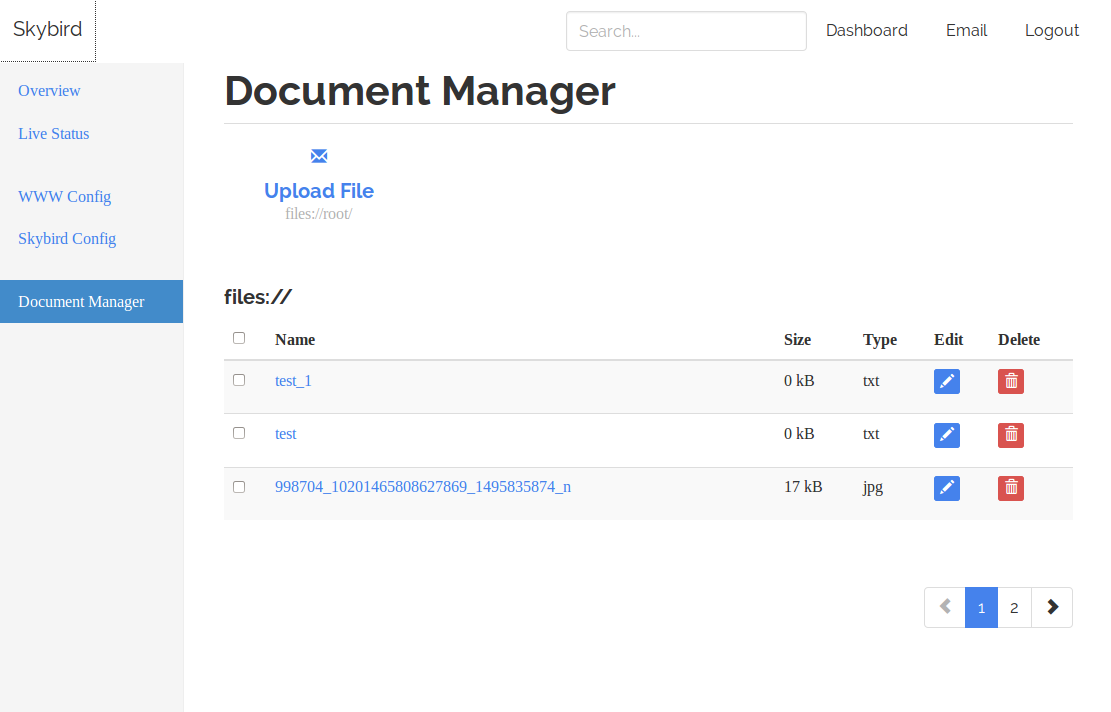 Skybird
Search...
Dashboard
Email
Logout
Overview
Live Status
WWW Config
Skybird Config
Document Manager
Document Manager
Upload File
files://root/
files://
Name Size Type Edit Delete
test_1 0 kB txt
test 0 kB txt
998704_10201465808627869_1495835874_n 17 kB jpg
1 2